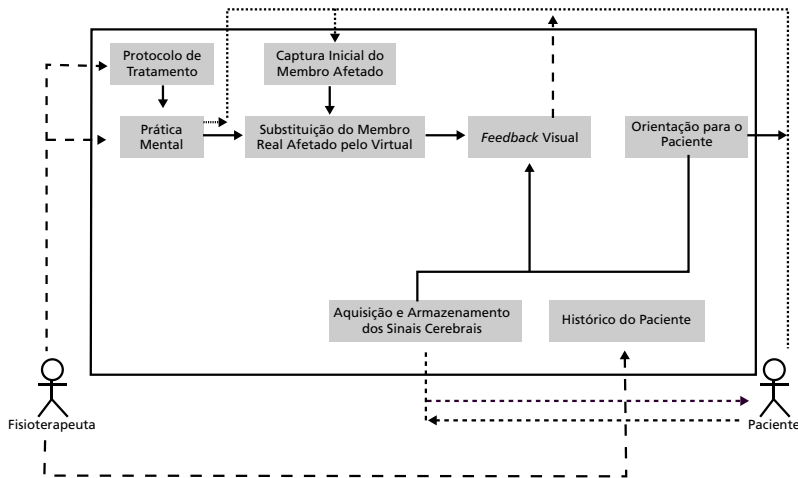 Protocolo de
Tratamento
Captura Inicial do
Membro Afetado
Prática
Mental
Substituição do Membro
Real Afetado pelo Virtual
Feedback Visual
Orientação para o
Paciente
Aquisição e Armazenamento
dos Sinais Cerebrais
Histórico do Paciente
Fisioterapeuta
Paciente